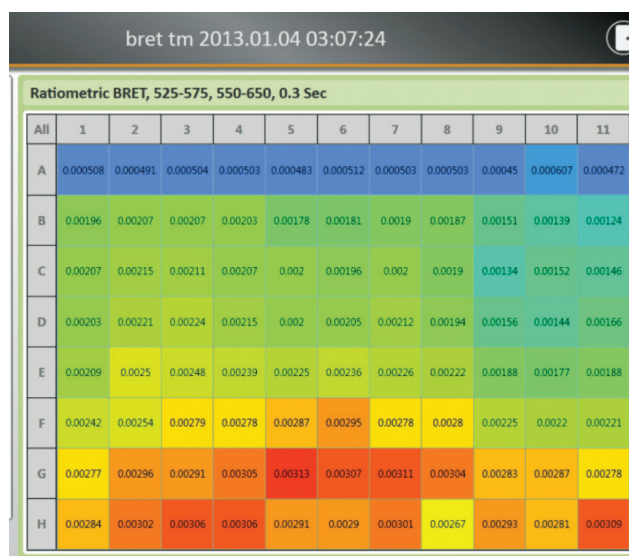 bret tm 2013.01.04 03:07:24
Ratiometric BRET, 525-575, 550-650, 0.3 Sec
All 1 2 3 4 5 6 7 8 9 10 11
A 0.000508 0.000491 0.000504 0.000503 0.000483 0.000512 0.000503 0.000503 0.00045 0.000607 0.000472
B 0.00196 0.00207 0.00207 0.00203 0.00178 0.00181 0.0019 0.00187 0.00151 0.00139 0.00124
C 0.00207 0.00215 0.00211 0.00207 0.002 0.00196 0.002 0.0019 0.00134 0.00152 0.00146
D 0.00203 0.00221 0.00224 0.00215 0.002 0.00205 0.00212 0.00194 0.00156 0.00144 0.00166
E 0.00209 0.0025 0.00248 0.00239 0.00225 0.00236 0.00226 0.00222 0.00188 0.00177 0.00188
F 0.00242 0.00254 0.00279 0.00278 0.00287 0.00295 0.00278 0.0028 0.00225 0.0022 0.00221
G 0.00277 0.00296 0.00291 0.00305 0.00313 0.00307 0.00311 0.00304 0.00283 0.00287 0.00278
H 0.00284 0.00302 0.00306 0.00306 0.00291 0.0029 0.00301 0.00267 0.00293 0.00281 0.00309